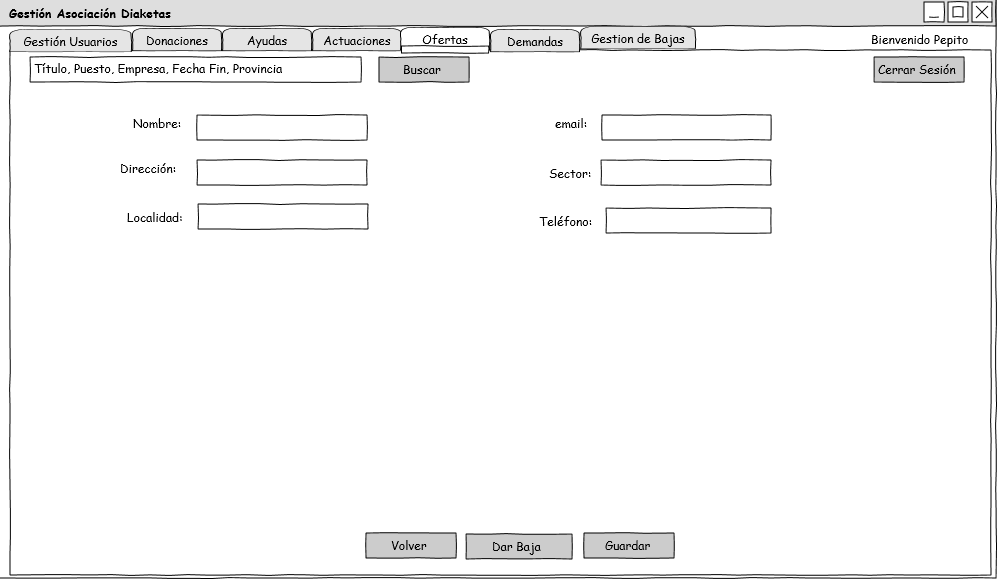 Gestión Asociación Diaketas
Gestión Usuarios
Donaciones
Ayudas
Actuaciones
Ofertas
Demandas
Gestion de Bajas
Bienvenido Pepito
Título, Puesto, Empresa, Fecha Fin, Provincia
Buscar
Cerrar Sesión
Nombre:
email:
Dirección:
Sector:
Localidad:
Teléfono:
Volver
Dar Baja
Guardar